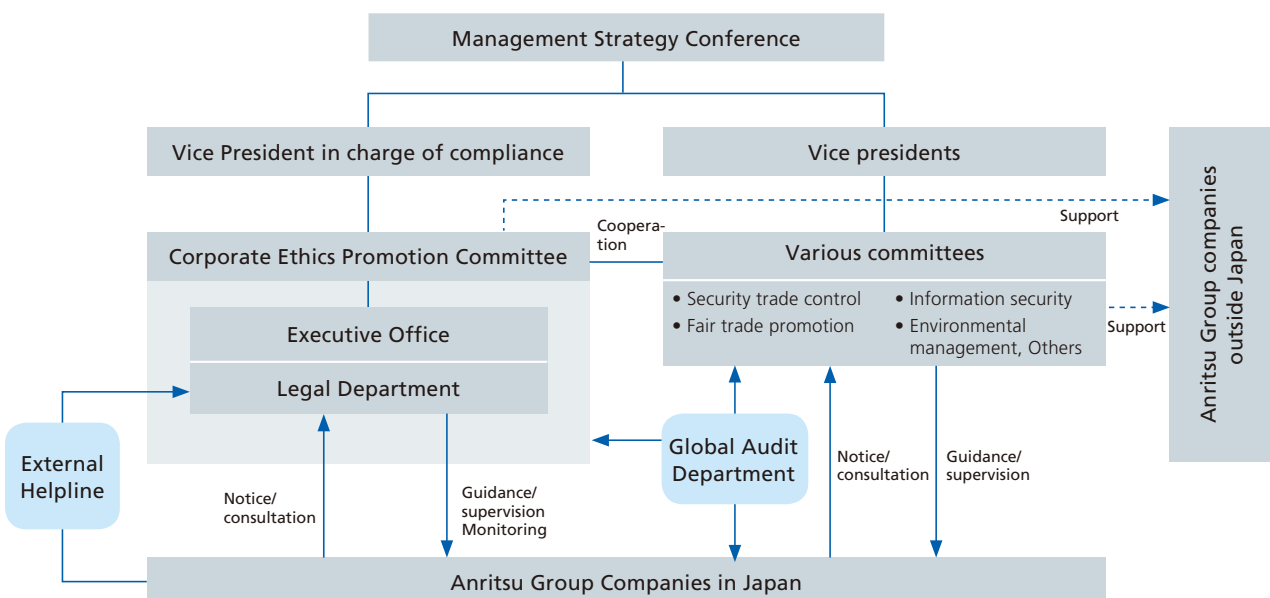 Management Strategy Conference
Vice President in charge of compliance
Vice presidents
Anritsu Group companies
outside Japan
Support
Coopera-
tion
Corporate Ethics Promotion Committee
Various committees
• Security trade control
• Fair trade promotion
• Information security
• Environmental
management, Others
Support
Executive Office
Legal Department
External
Helpline
Global Audit
Department
Notice/
consultation
Guidance/
supervision
Monitoring
Notice/
consultation
Guidance/
supervision
Anritsu Group Companies in Japan